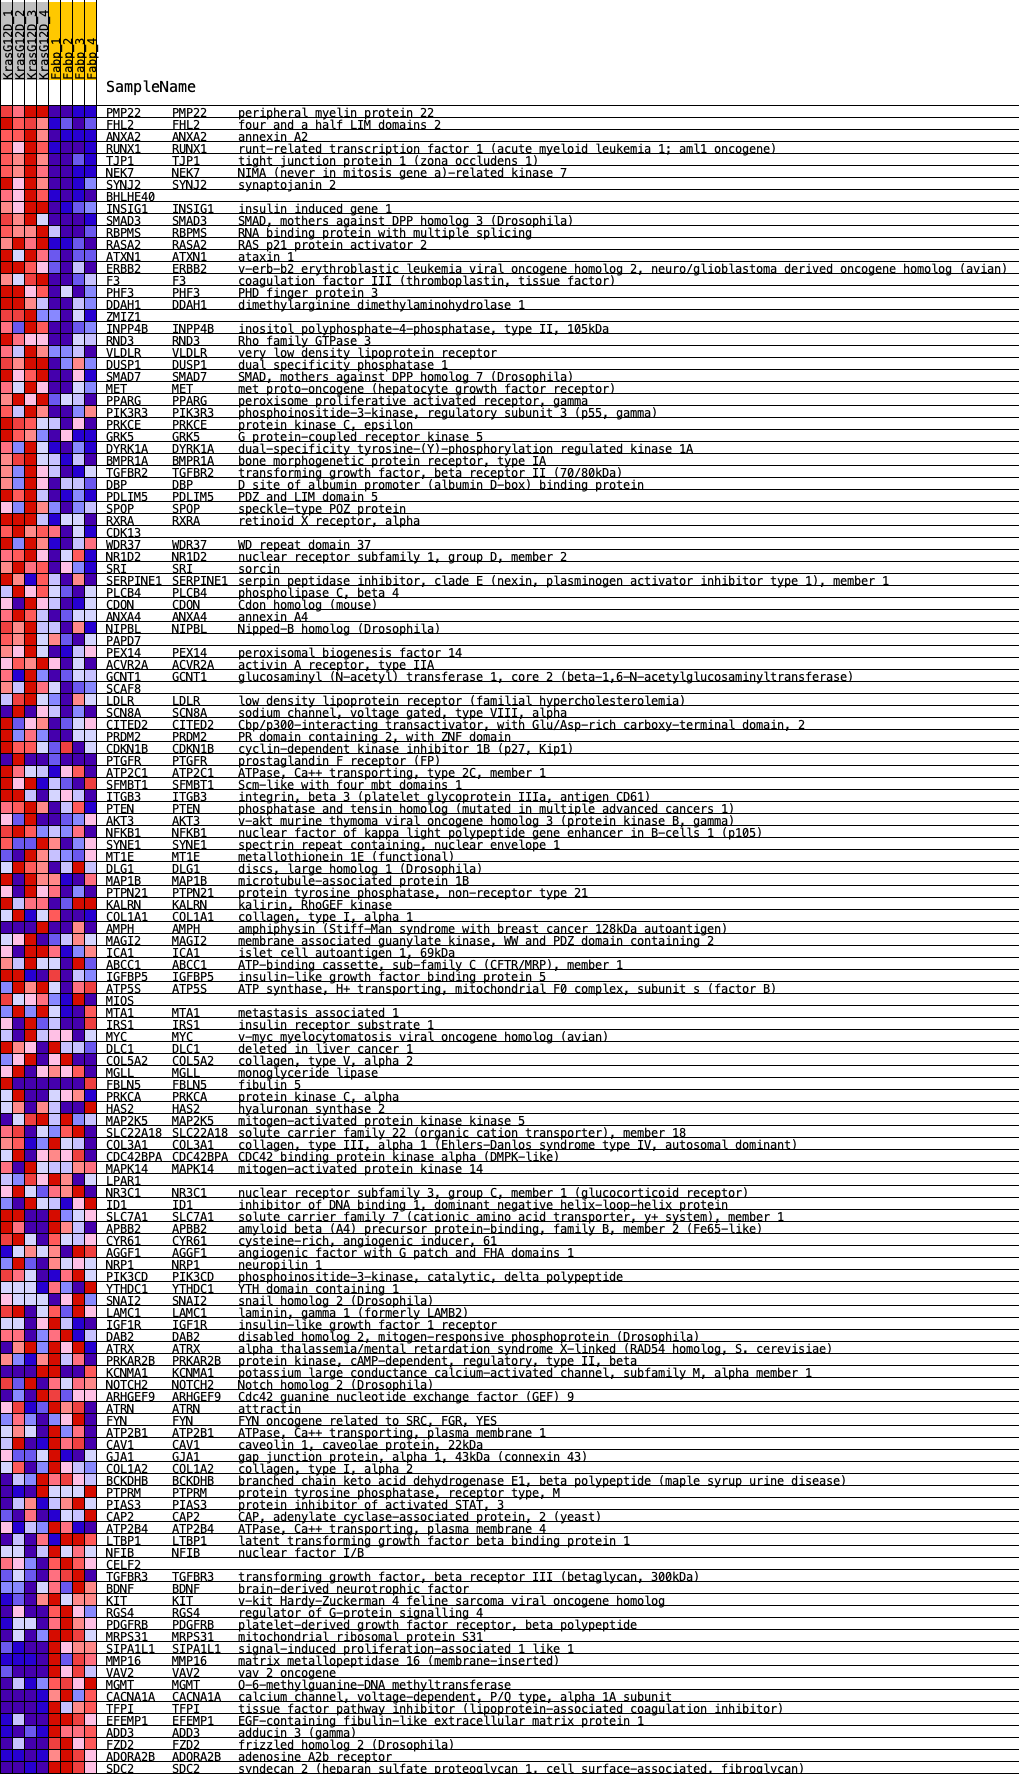 KrasG12D_1
KrasG12D_2
KrasG12D_3
KrasG12D_4
Fabp_1
Fabp_2
Fabp_3
Fabp_4
SampleName
PMP22 PMP22 peripheral myelin protein 22
FHL2 FHL2 four and a half LIM domains 2
ANXA2 ANXA2 annexin A2
RUNX1 RUNX1 runt-related transcription factor 1 (acute myeloid leukemia 1; aml1 oncogene)
TJP1 TJP1 tight junction protein 1 (zona occludens 1)
NEK7 NEK7 NIMA (never in mitosis gene a)-related kinase 7
SYNJ2 SYNJ2 synaptojanin 2
BHLHE40
INSIG1 INSIG1 insulin induced gene 1
SMAD3 SMAD3 SMAD, mothers against DPP homolog 3 (Drosophila)
RBPMS RBPMS RNA binding protein with multiple splicing
RASA2 RASA2 RAS p21 protein activator 2
ATXN1 ATXN1 ataxin 1
ERBB2 ERBB2 v-erb-b2 erythroblastic leukemia viral oncogene homolog 2, neuro/glioblastoma derived oncogene homolog (avian)
F3 F3 coagulation factor III (thromboplastin, tissue factor)
PHF3 PHF3 PHD finger protein 3
DDAH1 DDAH1 dimethylarginine dimethylaminohydrolase 1
ZMIZ1
INPP4B INPP4B inositol polyphosphate-4-phosphatase, type II, 105kDa
RND3 RND3 Rho family GTPase 3
VLDLR VLDLR very low density lipoprotein receptor
DUSP1 DUSP1 dual specificity phosphatase 1
SMAD7 SMAD7 SMAD, mothers against DPP homolog 7 (Drosophila)
MET MET met proto-oncogene (hepatocyte growth factor receptor)
PPARG PPARG peroxisome proliferative activated receptor, gamma
PIK3R3 PIK3R3 phosphoinositide-3-kinase, regulatory subunit 3 (p55, gamma)
PRKCE PRKCE protein kinase C, epsilon
GRK5 GRK5 G protein-coupled receptor kinase 5
DYRK1A DYRK1A dual-specificity tyrosine-(Y)-phosphorylation regulated kinase 1A
BMPR1A BMPR1A bone morphogenetic protein receptor, type IA
TGFBR2 TGFBR2 transforming growth factor, beta receptor II (70/80kDa)
DBP DBP D site of albumin promoter (albumin D-box) binding protein
PDLIM5 PDLIM5 PDZ and LIM domain 5
SPOP SPOP speckle-type POZ protein
RXRA RXRA retinoid X receptor, alpha
CDK13
WDR37 WDR37 WD repeat domain 37
NR1D2 NR1D2 nuclear receptor subfamily 1, group D, member 2
SRI SRI sorcin
SERPINE1 SERPINE1 serpin peptidase inhibitor, clade E (nexin, plasminogen activator inhibitor type 1), member 1
PLCB4 PLCB4 phospholipase C, beta 4
CDON CDON Cdon homolog (mouse)
ANXA4 ANXA4 annexin A4
NIPBL NIPBL Nipped-B homolog (Drosophila)
PAPD7
PEX14 PEX14 peroxisomal biogenesis factor 14
ACVR2A ACVR2A activin A receptor, type IIA
GCNT1 GCNT1 glucosaminyl (N-acetyl) transferase 1, core 2 (beta-1,6-N-acetylglucosaminyltransferase)
SCAF8
LDLR LDLR low density lipoprotein receptor (familial hypercholesterolemia)
SCN8A SCN8A sodium channel, voltage gated, type VIII, alpha
CITED2 CITED2 Cbp/p300-interacting transactivator, with Glu/Asp-rich carboxy-terminal domain, 2
PRDM2 PRDM2 PR domain containing 2, with ZNF domain
CDKN1B CDKN1B cyclin-dependent kinase inhibitor 1B (p27, Kip1)
PTGFR PTGFR prostaglandin F receptor (FP)
ATP2C1 ATP2C1 ATPase, Ca++ transporting, type 2C, member 1
SFMBT1 SFMBT1 Scm-like with four mbt domains 1
ITGB3 ITGB3 integrin, beta 3 (platelet glycoprotein IIIa, antigen CD61)
PTEN PTEN phosphatase and tensin homolog (mutated in multiple advanced cancers 1)
AKT3 AKT3 v-akt murine thymoma viral oncogene homolog 3 (protein kinase B, gamma)
NFKB1 NFKB1 nuclear factor of kappa light polypeptide gene enhancer in B-cells 1 (p105)
SYNE1 SYNE1 spectrin repeat containing, nuclear envelope 1
MT1E MT1E metallothionein 1E (functional)
DLG1 DLG1 discs, large homolog 1 (Drosophila)
MAP1B MAP1B microtubule-associated protein 1B
PTPN21 PTPN21 protein tyrosine phosphatase, non-receptor type 21
KALRN KALRN kalirin, RhoGEF kinase
COL1A1 COL1A1 collagen, type I, alpha 1
AMPH AMPH amphiphysin (Stiff-Man syndrome with breast cancer 128kDa autoantigen)
MAGI2 MAGI2 membrane associated guanylate kinase, WW and PDZ domain containing 2
ICA1 ICA1 islet cell autoantigen 1, 69kDa
ABCC1 ABCC1 ATP-binding cassette, sub-family C (CFTR/MRP), member 1
IGFBP5 IGFBP5 insulin-like growth factor binding protein 5
ATP5S ATP5S ATP synthase, H+ transporting, mitochondrial F0 complex, subunit s (factor B)
MIOS
MTA1 MTA1 metastasis associated 1
IRS1 IRS1 insulin receptor substrate 1
MYC MYC v-myc myelocytomatosis viral oncogene homolog (avian)
DLC1 DLC1 deleted in liver cancer 1
COL5A2 COL5A2 collagen, type V, alpha 2
MGLL MGLL monoglyceride lipase
FBLN5 FBLN5 fibulin 5
PRKCA PRKCA protein kinase C, alpha
HAS2 HAS2 hyaluronan synthase 2
MAP2K5 MAP2K5 mitogen-activated protein kinase kinase 5
SLC22A18 SLC22A18 solute carrier family 22 (organic cation transporter), member 18
COL3A1 COL3A1 collagen, type III, alpha 1 (Ehlers-Danlos syndrome type IV, autosomal dominant)
CDC42BPA CDC42BPA CDC42 binding protein kinase alpha (DMPK-like)
MAPK14 MAPK14 mitogen-activated protein kinase 14
LPAR1
NR3C1 NR3C1 nuclear receptor subfamily 3, group C, member 1 (glucocorticoid receptor)
ID1 ID1 inhibitor of DNA binding 1, dominant negative helix-loop-helix protein
SLC7A1 SLC7A1 solute carrier family 7 (cationic amino acid transporter, y+ system), member 1
APBB2 APBB2 amyloid beta (A4) precursor protein-binding, family B, member 2 (Fe65-like)
CYR61 CYR61 cysteine-rich, angiogenic inducer, 61
AGGF1 AGGF1 angiogenic factor with G patch and FHA domains 1
NRP1 NRP1 neuropilin 1
PIK3CD PIK3CD phosphoinositide-3-kinase, catalytic, delta polypeptide
YTHDC1 YTHDC1 YTH domain containing 1
SNAI2 SNAI2 snail homolog 2 (Drosophila)
LAMC1 LAMC1 laminin, gamma 1 (formerly LAMB2)
IGF1R IGF1R insulin-like growth factor 1 receptor
DAB2 DAB2 disabled homolog 2, mitogen-responsive phosphoprotein (Drosophila)
ATRX ATRX alpha thalassemia/mental retardation syndrome X-linked (RAD54 homolog, S. cerevisiae)
PRKAR2B PRKAR2B protein kinase, cAMP-dependent, regulatory, type II, beta
KCNMA1 KCNMA1 potassium large conductance calcium-activated channel, subfamily M, alpha member 1
NOTCH2 NOTCH2 Notch homolog 2 (Drosophila)
ARHGEF9 ARHGEF9 Cdc42 guanine nucleotide exchange factor (GEF) 9
ATRN ATRN attractin
FYN FYN FYN oncogene related to SRC, FGR, YES
ATP2B1 ATP2B1 ATPase, Ca++ transporting, plasma membrane 1
CAV1 CAV1 caveolin 1, caveolae protein, 22kDa
GJA1 GJA1 gap junction protein, alpha 1, 43kDa (connexin 43)
COL1A2 COL1A2 collagen, type I, alpha 2
BCKDHB BCKDHB branched chain keto acid dehydrogenase E1, beta polypeptide (maple syrup urine disease)
PTPRM PTPRM protein tyrosine phosphatase, receptor type, M
PIAS3 PIAS3 protein inhibitor of activated STAT, 3
CAP2 CAP2 CAP, adenylate cyclase-associated protein, 2 (yeast)
ATP2B4 ATP2B4 ATPase, Ca++ transporting, plasma membrane 4
LTBP1 LTBP1 latent transforming growth factor beta binding protein 1
NFIB NFIB nuclear factor I/B
CELF2
TGFBR3 TGFBR3 transforming growth factor, beta receptor III (betaglycan, 300kDa)
BDNF BDNF brain-derived neurotrophic factor
KIT KIT v-kit Hardy-Zuckerman 4 feline sarcoma viral oncogene homolog
RGS4 RGS4 regulator of G-protein signalling 4
PDGFRB PDGFRB platelet-derived growth factor receptor, beta polypeptide
MRPS31 MRPS31 mitochondrial ribosomal protein S31
SIPA1L1 SIPA1L1 signal-induced proliferation-associated 1 like 1
MMP16 MMP16 matrix metallopeptidase 16 (membrane-inserted)
VAV2 VAV2 vav 2 oncogene
MGMT MGMT O-6-methylguanine-DNA methyltransferase
CACNA1A CACNA1A calcium channel, voltage-dependent, P/Q type, alpha 1A subunit
TFPI TFPI tissue factor pathway inhibitor (lipoprotein-associated coagulation inhibitor)
EFEMP1 EFEMP1 EGF-containing fibulin-like extracellular matrix protein 1
ADD3 ADD3 adducin 3 (gamma)
FZD2 FZD2 frizzled homolog 2 (Drosophila)
ADORA2B ADORA2B adenosine A2b receptor
SDC2 SDC2 syndecan 2 (heparan sulfate proteoglycan 1, cell surface-associated, fibroglycan)